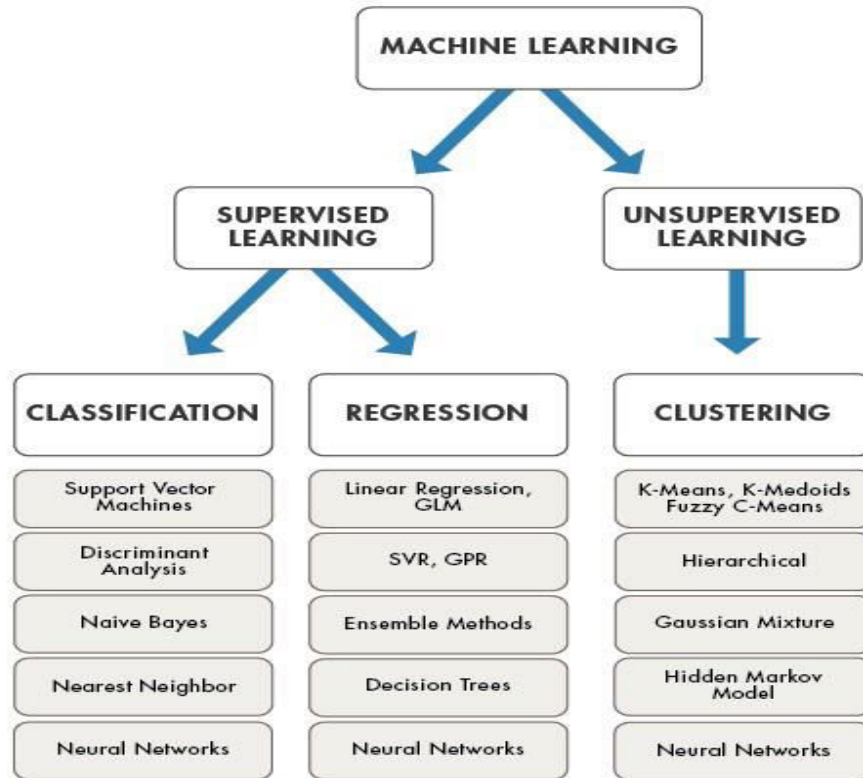 MACHINE LEARNING
SUPERVISED
LEARNING
UNSUPERVISED
LEARNING
CLASSIFICATION
REGRESSION
CLUSTERING
Support Vector
Machines
Linear Regression,
GLM
K-Means, K-Medoids
Fuzzy C-Means
Discriminant
Analysis
SVR, GPR
Hierarchical
Naive Bayes
Ensemble Methods
Gaussian Mixture
Nearest Neighbor
Decision Trees
Hidden Markov
Model
Neural Networks
Neural Networks
Neural Networks